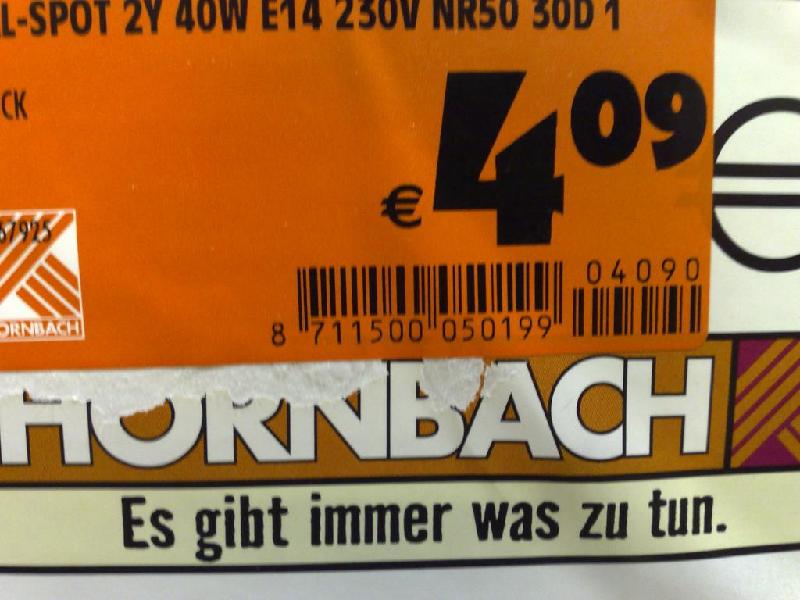 L-SPOT 2Y 40W E14 230V NR50 30D 1
CK
€ 4 09
67925
ORNBACH
04090
8 711500 050199
HORNBACH
Es gibt immer was zu tun.